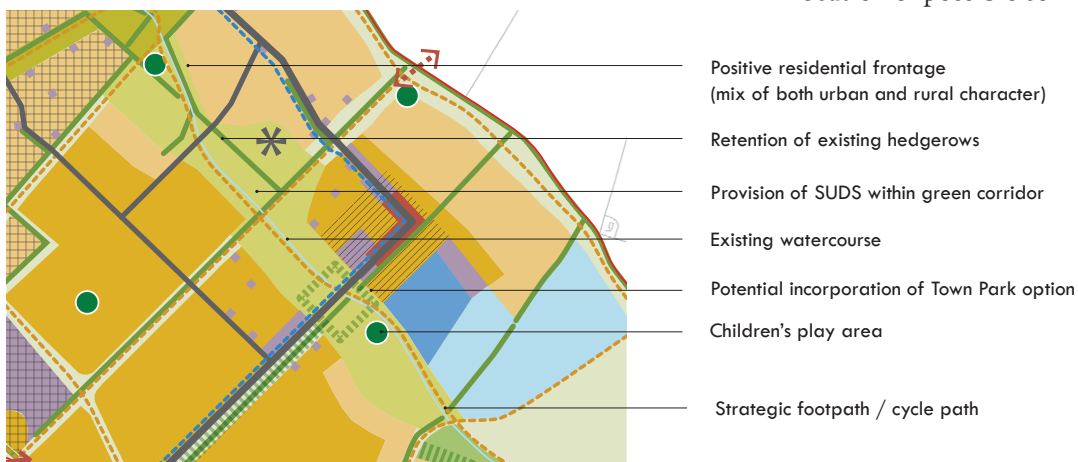 Positive residential frontage
(mix of both urban and rural character)
Retention of existing hedgerows
Provision of SUDS within green corridor
Existing watercourse
Potential incorporation of Town Park option
Children's play area
Strategic footpath / cycle path